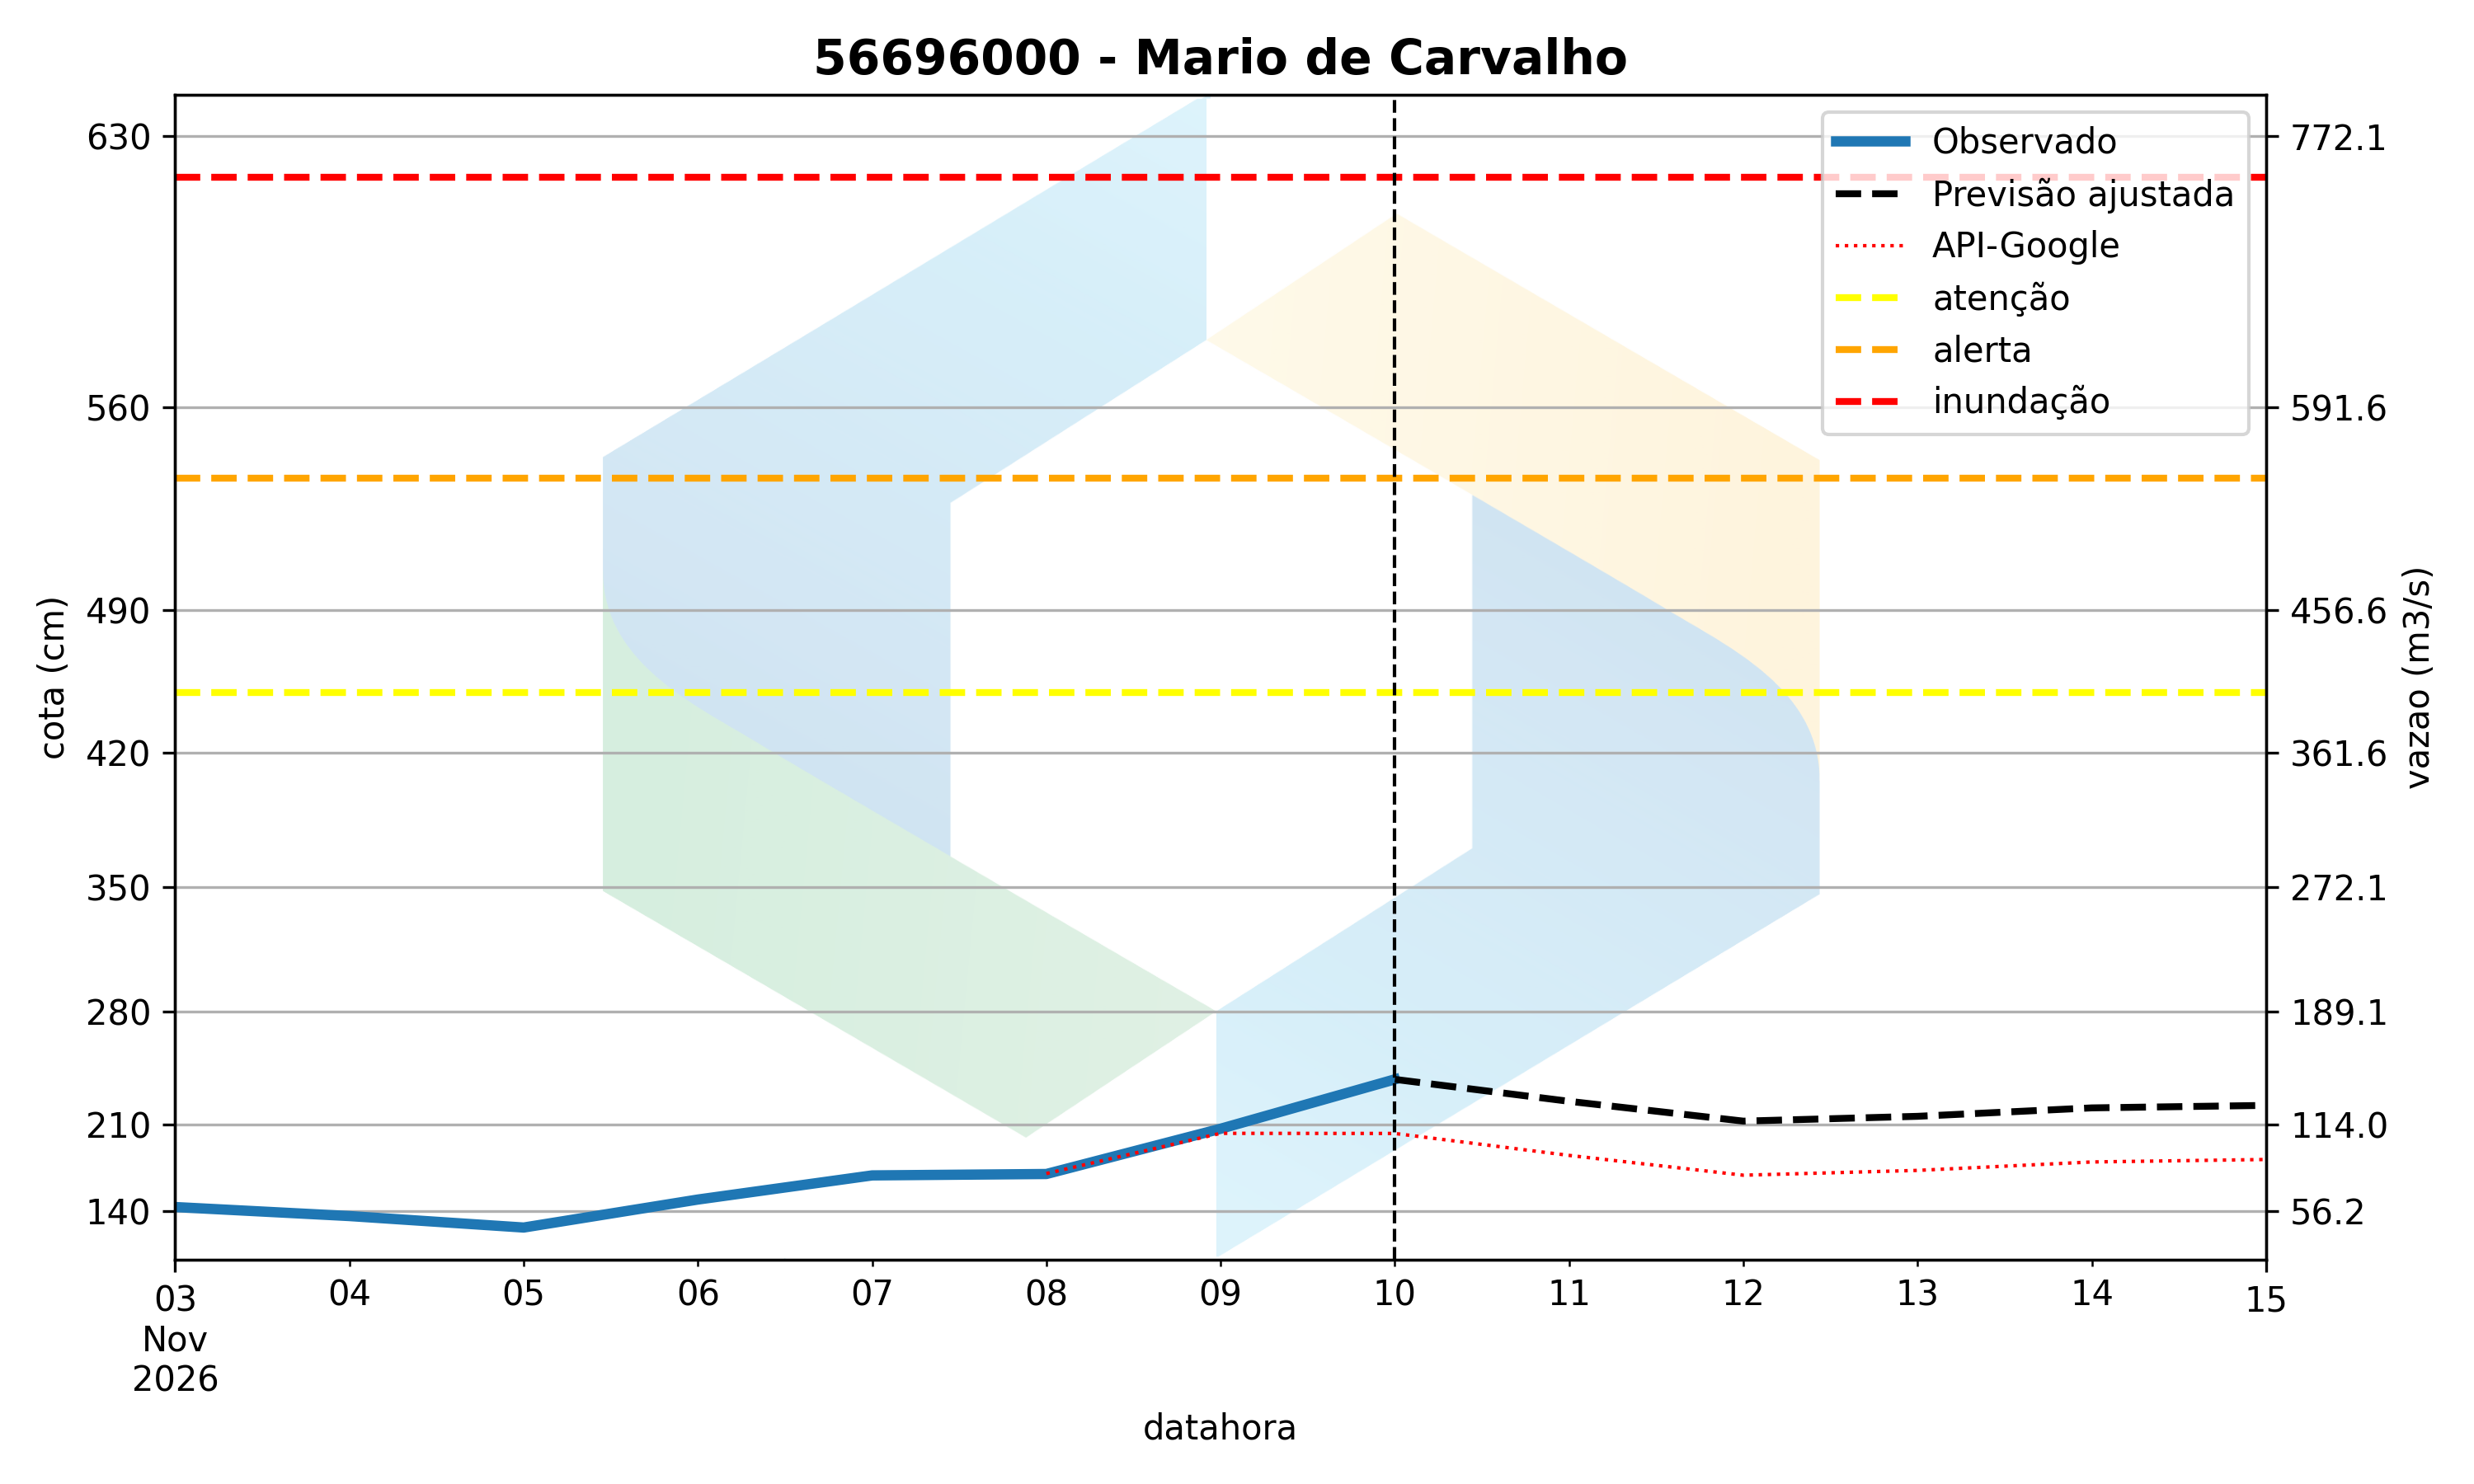 56696000 - Mario de Carvalho
630
560
490
420
350
280
210
140
cota (cm)
772.1
591.6
456.6
361.6
272.1
189.1
114.0
56.2
vazao (m3/s)
Observado
Previsão ajustada
API-Google
atenção
alerta
inundação
03 04 05 06 07 08 09 10 11 12 13 14 15
Nov
2026
datahora